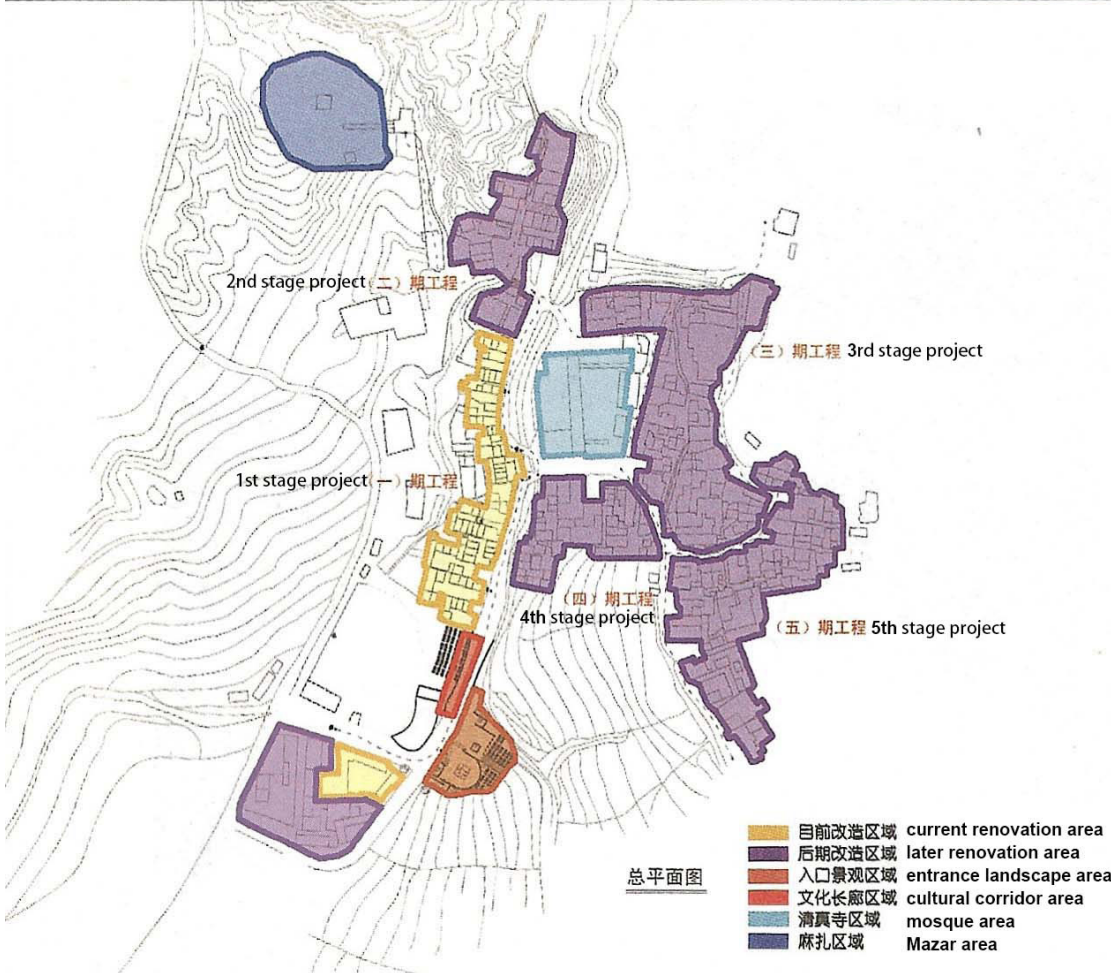 2nd stage project（二）期工程
（三）期工程 3rd stage project
1st stage project(一）期工程
（四）期工程
4th stage project
（五）期工程 5th stage project
总平面图
目前改造区域 current renovation area
后期改造区域 later renovation area
入口景观区域 entrance landscape area
文化长廊区域 cultural corridor area
清真寺区域 mosque area
麻扎区域 Mazar area